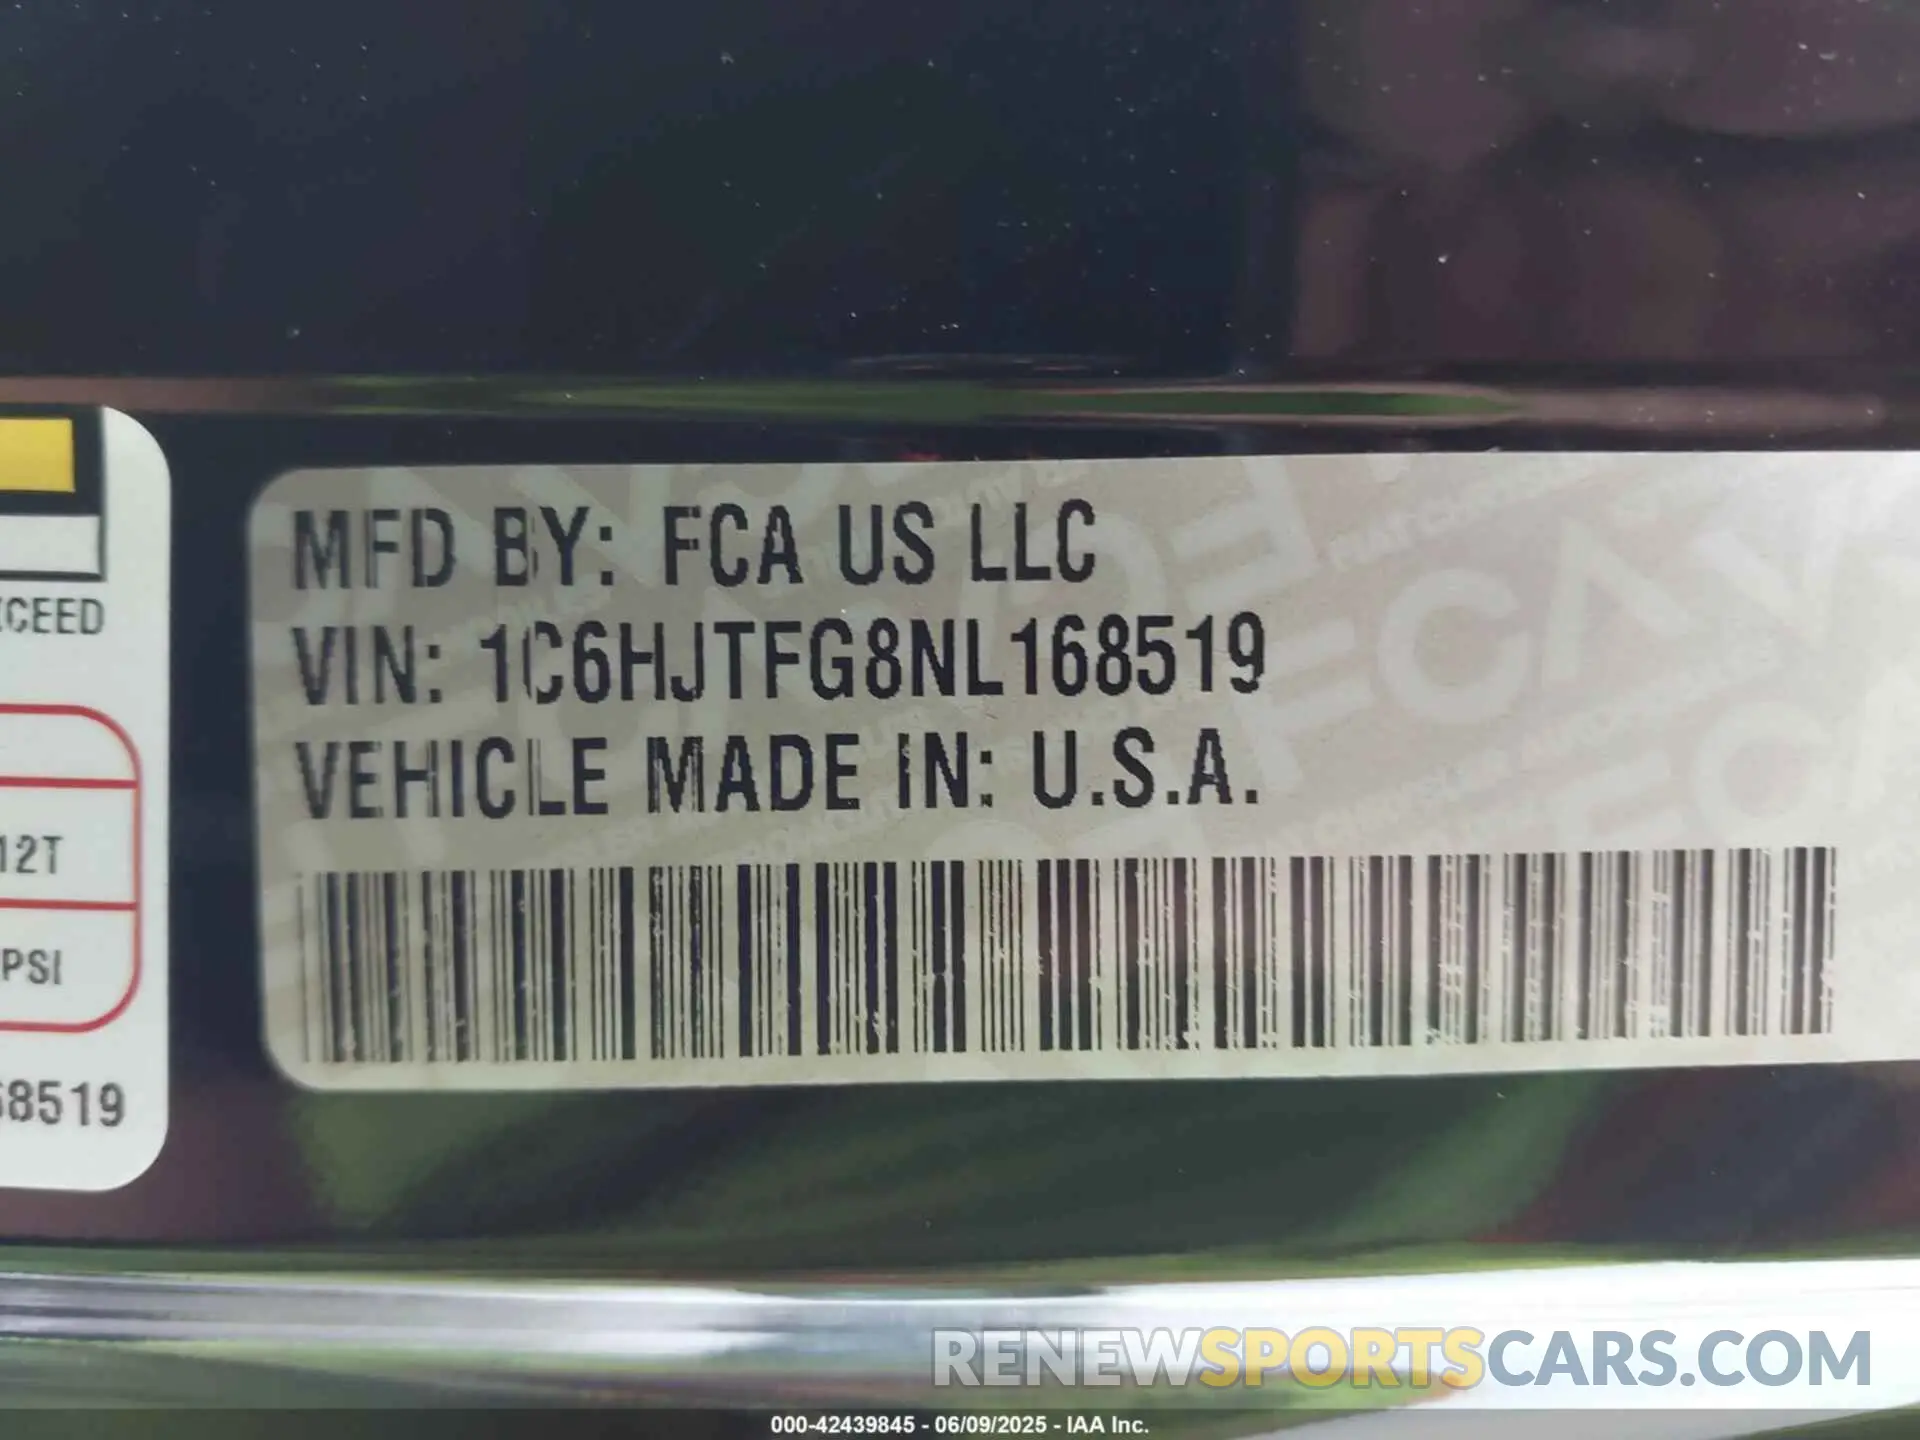 MFD BY: FCA US LLC
VIN: 1C6HJTFG8NL168519
VEHICLE MADE IN: U.S.A.
CEED
12T
PSI
68519
RENEWSPORTSCARS.COM
000-42439845 - 06/09/2025 - IAA Inc.